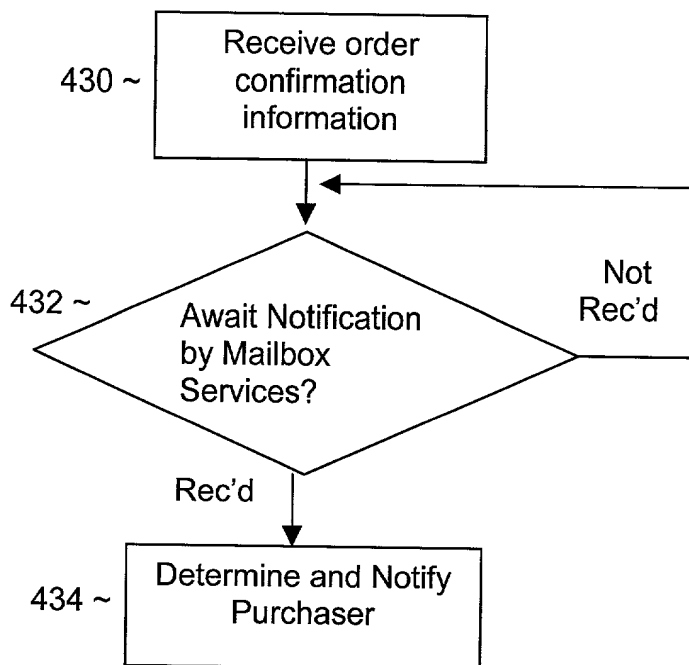 Receive order
430 ~
confirmation
information
Not
Rec'd
432 ~
Await Notification
by Mailbox
Services?
Rec'd
Determine and Notify
434 ~
Purchaser